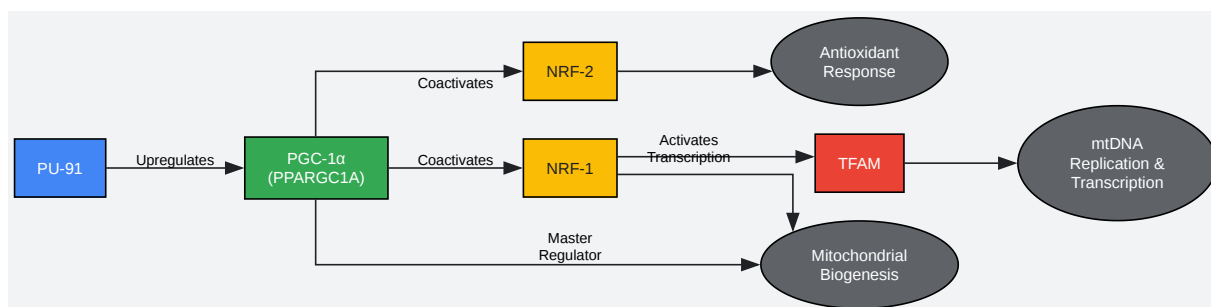 Antioxidant
Response
NRF-2
Coactivates
PU-91
Upregulates
PGC-1α
(PPARGC1A)
Coactivates
NRF-1
Activates
Transcription
TFAM
mtDNA
Replication &
Transcription
Master
Regulator
Mitochondrial
Biogenesis